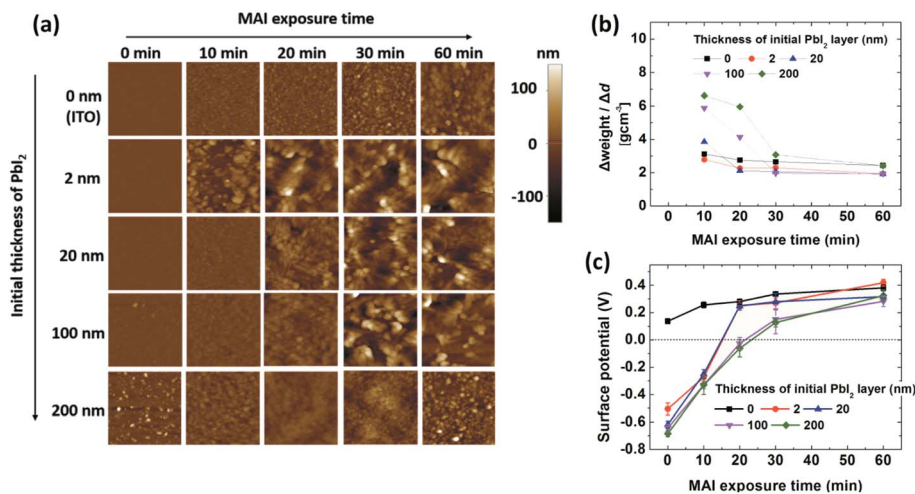 (a)
MAI exposure time
0 min 10 min 20 min 30 min 60 min
nm
100
0
-100
Initial thickness of PbI₂
0 nm
(ITO)
2 nm
20 nm
100 nm
200 nm
(b)
Δweight / Δd
[gcm⁻³]
10
8
6
4
2
0
Thickness of initial PbI₂ layer (nm)
0 2 20
100 200
0 10 20 30 40 50 60
MAI exposure time (min)
(c)
Surface potential (V)
0.4
0.2
0.0
-0.2
-0.4
-0.6
-0.8
Thickness of initial PbI₂ layer (nm)
0 2 20
100 200
0 10 20 30 40 50 60
MAI exposure time (min)